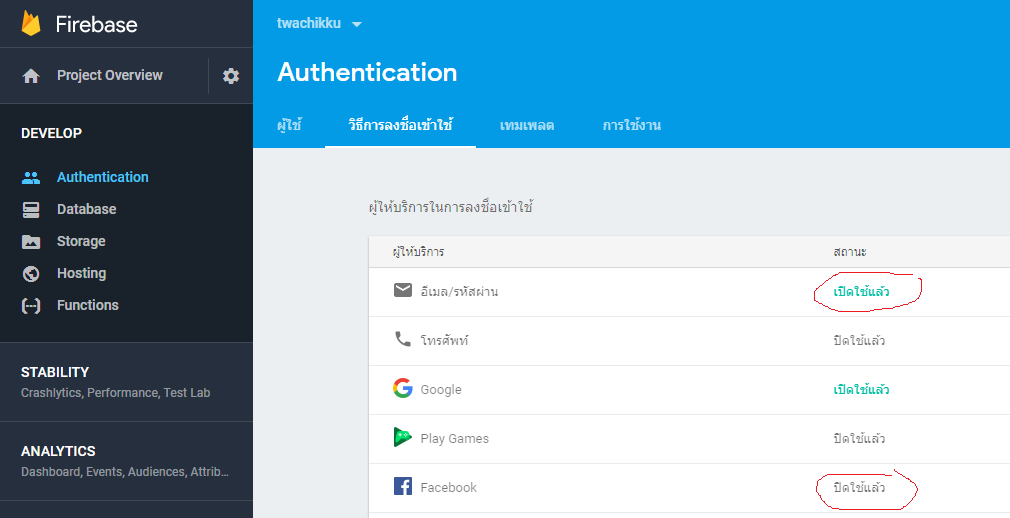 Firebase
Project Overview
DEVELOP
Authentication
Database
Storage
Hosting
Functions
STABILITY
Crashlytics, Performance, Test Lab
ANALYTICS
Dashboard, Events, Audiences, Attrib...
twachikku
Authentication
ผู้ใช้ วิธีการลงชื่อเข้าใช้ เทมเพลต การใช้งาน
ผู้ให้บริการในการลงชื่อเข้าใช้
ผู้ให้บริการ สถานะ
อีเมล/รหัสผ่าน เปิดใช้แล้ว
โทรศัพท์ ปิดใช้แล้ว
Google เปิดใช้แล้ว
Play Games ปิดใช้แล้ว
Facebook ปิดใช้แล้ว